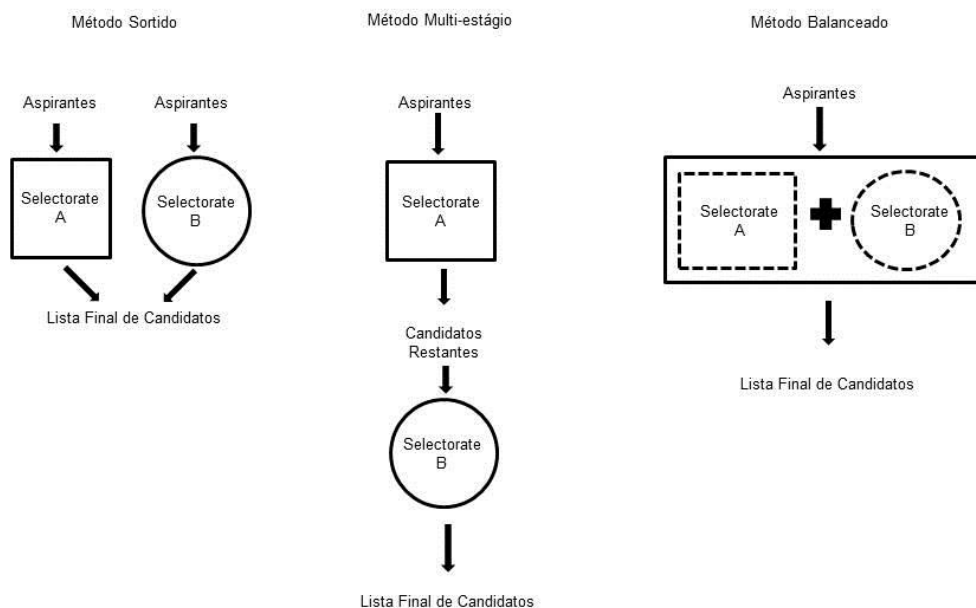 Método Sortido
Aspirantes
Aspirantes
Selectorate
A
Selectorate
B
Lista Final de Candidatos
Método Multi-estágio
Aspirantes
Selectorate
A
Candidatos
Restantes
Selectorate
B
Lista Final de Candidatos
Método Balanceado
Aspirantes
Selectorate
A
Selectorate
B
Lista Final de Candidatos